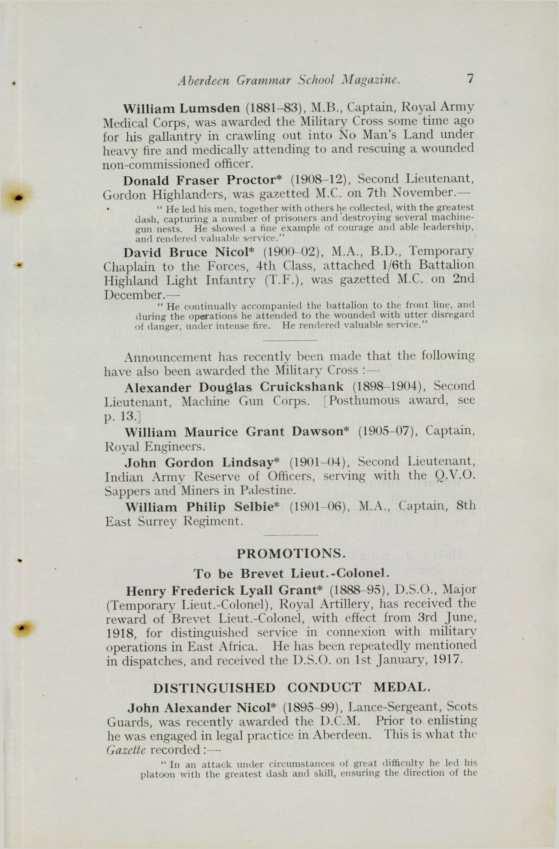 Aberdeen Grammar School Magazine. 7
William Lumsden (1881–83), M.B., Captain, Royal Army
Medical Corps, was awarded the Military Cross some time ago
for his gallantry in crawling out into No Man's Land under
heavy fire and medically attending to and rescuing a wounded
non-commissioned officer.
Donald Fraser Proctor* (1908–12), Second Lieutenant,
Gordon Highlanders, was gazetted M.C. on 7th November.—
" He led his men, together with others he collected, with the greatest
dash, capturing a number of prisoners and destroying several machine-
gun nests. He showed a fine example of courage and able leadership,
and rendered valuable service."
David Bruce Nicol* (1900–02), M.A., B.D., Temporary
Chaplain to the Forces, 4th Class, attached 1/6th Battalion
Highland Light Infantry (T.F.), was gazetted M.C. on 2nd
December.—
" He continually accompanied the battalion to the front line, and
during the operations he attended to the wounded with utter disregard
of danger, under intense fire. He rendered valuable service."
Announcement has recently been made that the following
have also been awarded the Military Cross :—
Alexander Douglas Cruickshank (1898–1904), Second
Lieutenant, Machine Gun Corps. [Posthumous award, see
p. 13.]
William Maurice Grant Dawson* (1905–07), Captain,
Royal Engineers.
John Gordon Lindsay* (1901–04), Second Lieutenant,
Indian Army Reserve of Officers, serving with the Q.V.O.
Sappers and Miners in Palestine.
William Philip Selbie* (1901–06), M.A., Captain, 8th
East Surrey Regiment.
PROMOTIONS.
To be Brevet Lieut.-Colonel.
Henry Frederick Lyall Grant* (1888–95), D.S.O., Major
(Temporary Lieut.-Colonel), Royal Artillery, has received the
reward of Brevet Lieut.-Colonel, with effect from 3rd June,
1918, for distinguished service in connexion with military
operations in East Africa. He has been repeatedly mentioned
in dispatches, and received the D.S.O. on 1st January, 1917.
DISTINGUISHED CONDUCT MEDAL.
John Alexander Nicol* (1895–99), Lance-Sergeant, Scots
Guards, was recently awarded the D.C.M. Prior to enlisting
he was engaged in legal practice in Aberdeen. This is what the
Gazette recorded :—
" In an attack under circumstances of great difficulty he led his
platoon with the greatest dash and skill, ensuring the direction of the